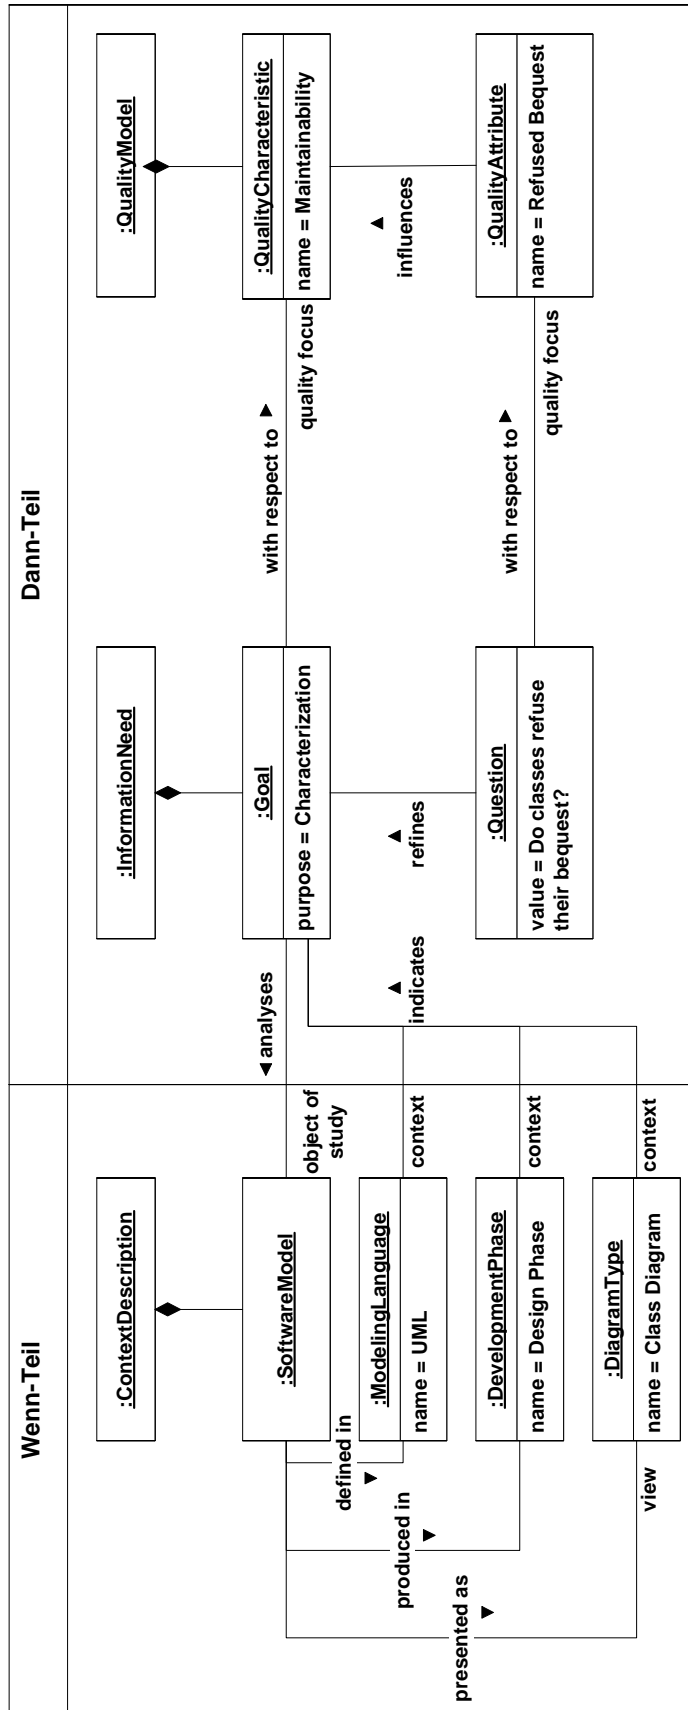 Wenn-Teil
Dann-Teil
:ContextDescription
:InformationNeed
:QualityModel
:SoftwareModel
object of
study
◄ analyses
:Goal
purpose = Characterization
with respect to ►
quality focus
:QualityCharacteristic
name = Maintainability
defined in
:ModelingLanguage
name = UML
context
indicates
refines
influences
produced in
:DevelopmentPhase
name = Design Phase
context
:Question
value = Do classes refuse
their bequest?
with respect to ►
quality focus
:QualityAttribute
name = Refused Bequest
presented as
view
:DiagramType
name = Class Diagram
context